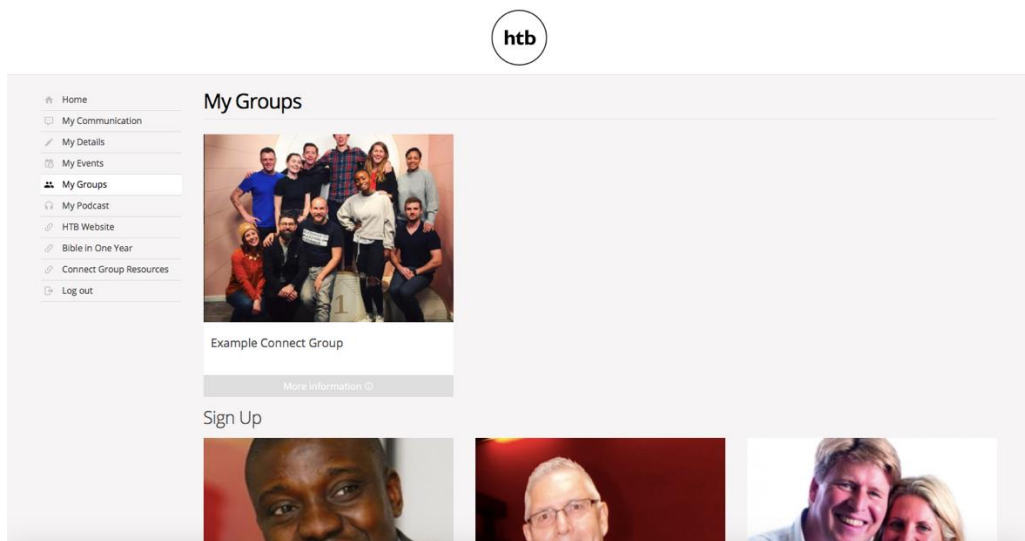 htb
Home
My Communication
My Details
My Events
My Groups
My Podcast
HTB Website
Bible in One Year
Connect Group Resources
Log out
My Groups
1
Example Connect Group
More information
Sign Up